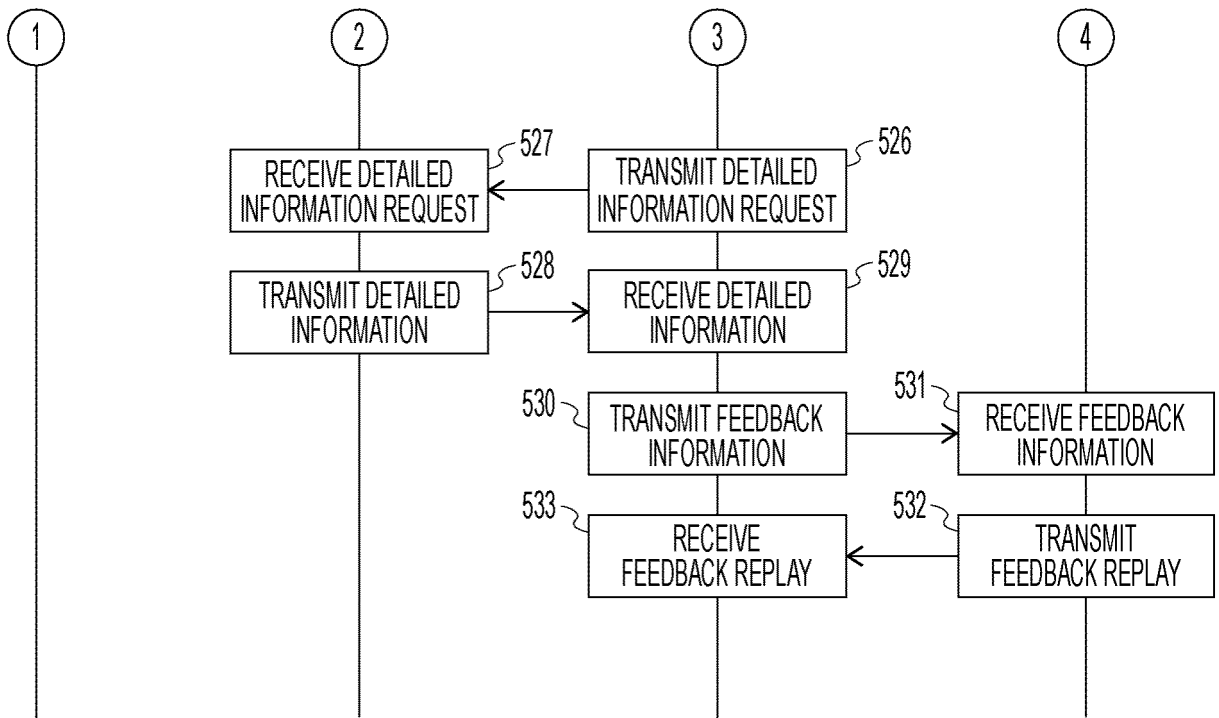 1
2
3
4
527
RECEIVE DETAILED
INFORMATION REQUEST
526
TRANSMIT DETAILED
INFORMATION REQUEST
528
TRANSMIT DETAILED
INFORMATION
529
RECEIVE DETAILED
INFORMATION
530
TRANSMIT FEEDBACK
INFORMATION
531
RECEIVE FEEDBACK
INFORMATION
533
RECEIVE
FEEDBACK REPLAY
532
TRANSMIT
FEEDBACK REPLAY